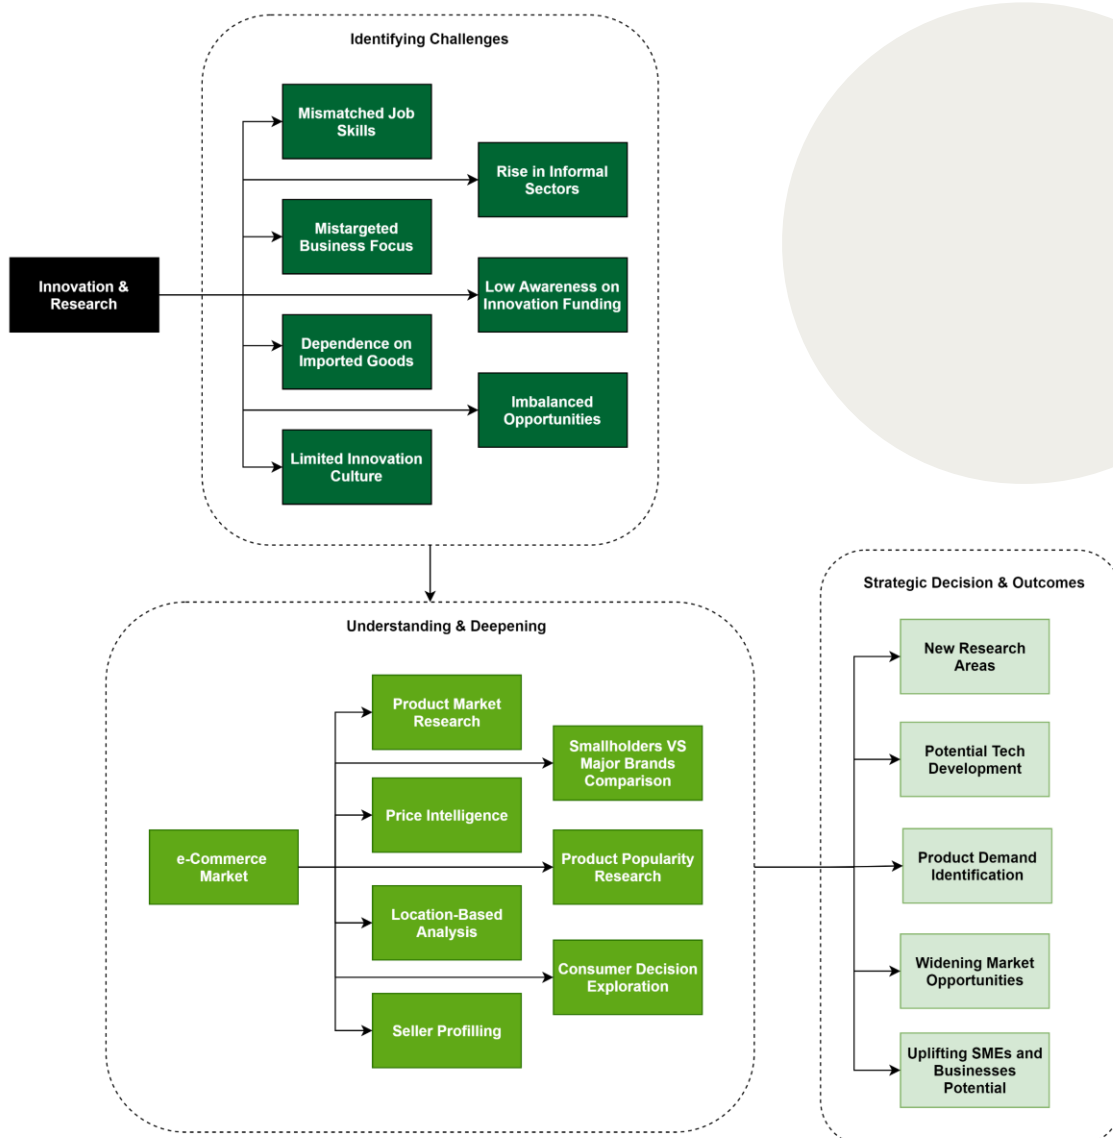 Identifying Challenges
Mismatched Job
Skills
Rise in Informal
Sectors
Mistargeted
Business Focus
Innovation &
Research
Low Awareness on
Innovation Funding
Dependence on
Imported Goods
Imbalanced
Opportunities
Limited Innovation
Culture
Understanding & Deepening
Product Market
Research
Smallholders VS
Major Brands
Comparison
Price Intelligence
e-Commerce
Market
Product Popularity
Research
Location-Based
Analysis
Consumer Decision
Exploration
Seller Profilling
Strategic Decision & Outcomes
New Research
Areas
Potential Tech
Development
Product Demand
Identification
Widening Market
Opportunities
Uplifting SMEs and
Businesses
Potential